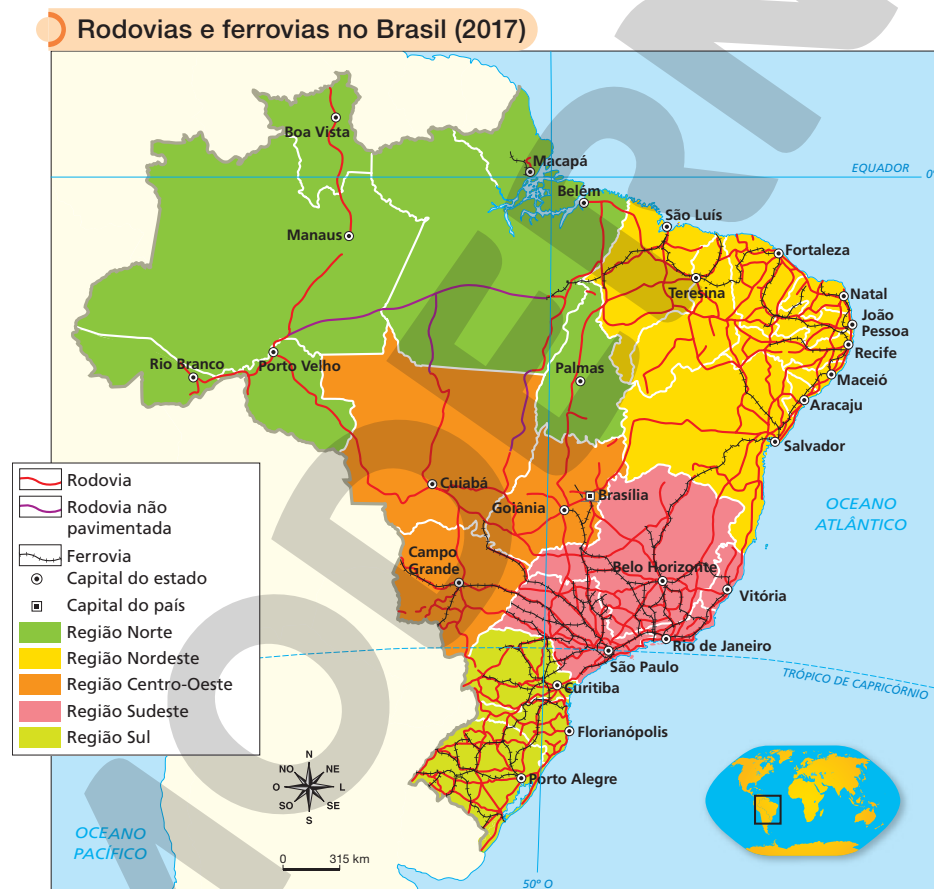 Rodovias e ferrovias no Brasil (2017)
Boa Vista
Macapá
EQUADOR
0°
Belém
São Luís
Manaus
Fortaleza
Teresina
Natal
João
Pessoa
Recife
Rio Branco
Porto Velho
Palmas
Maceió
Aracaju
Salvador
Rodovia
Rodovia não
pavimentada
Ferrovia
Capital do estado
Capital do país
Região Norte
Região Nordeste
Região Centro-Oeste
Região Sudeste
Região Sul
Cuiabá
Brasília
Goiânia
OCEANO
ATLÂNTICO
Campo
Grande
Belo Horizonte
Vitória
Rio de Janeiro
São Paulo
TRÓPICO DE CAPRICÓRNIO
Curitiba
Florianópolis
Porto Alegre
N
NO
NE
O
L
SO
SE
S
OCEANO
PACÍFICO
0
315 km
50° O